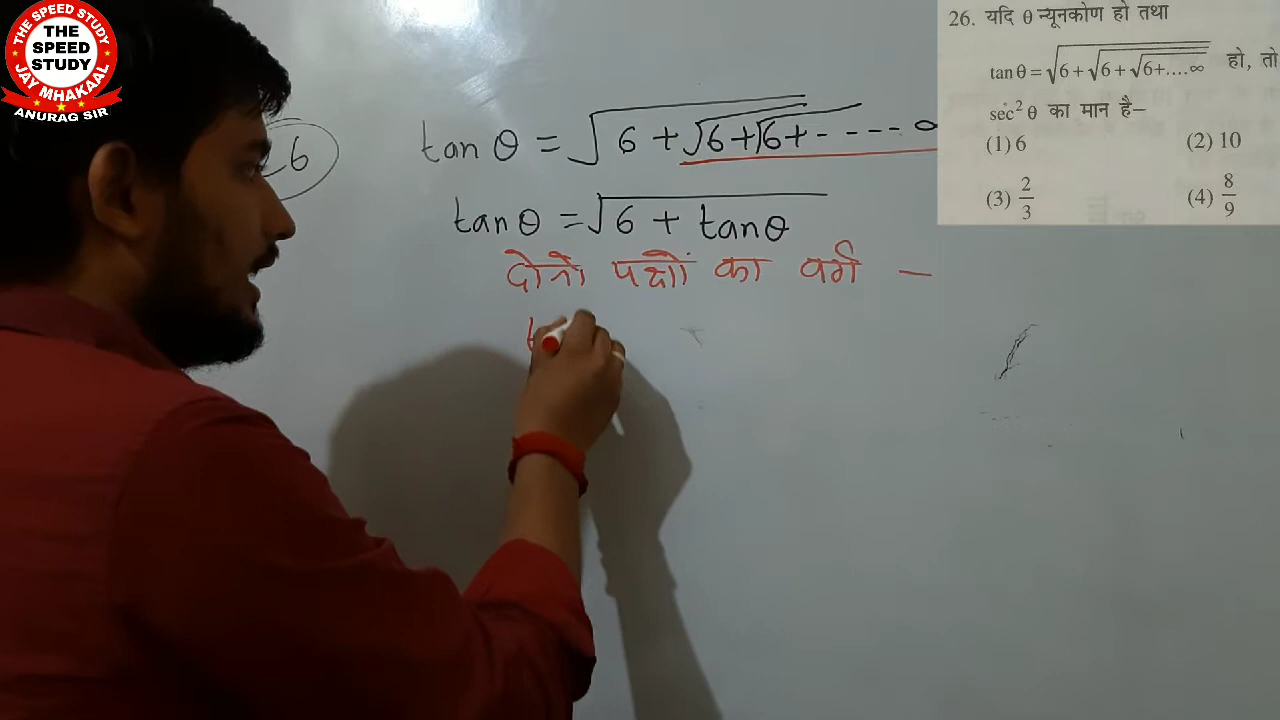 THE SPEED STUDY
THE
SPEED
STUDY
JAY MHAKAAL
ANURAG SIR
26. यदि θ न्यूनकोण हो तथा
tan θ = √6 + √6 + √6+....∞ हो, तो
sec² θ का मान है–
(1) 6 (2) 10
(3) 2/3 (4) 8/9
26
tan θ = √6 + √6+√6+-----∞
tan θ = √6 + tan θ
दोनों पक्षों का वर्ग –